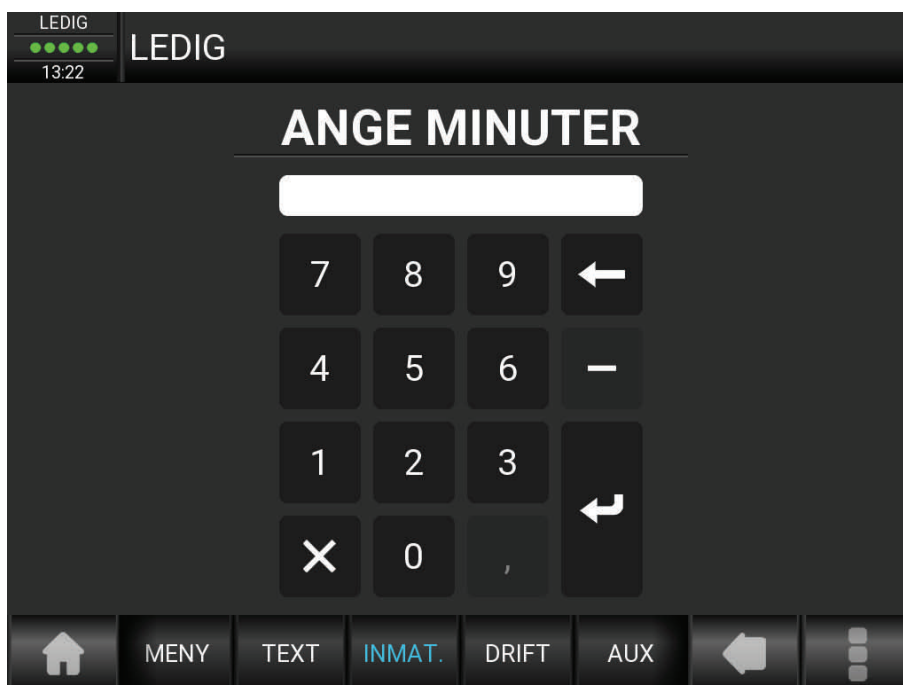 LEDIG
13:22
LEDIG
ANGE MINUTER
7 8 9
4 5 6 –
1 2 3
0 ,
MENY TEXT INMAT. DRIFT AUX